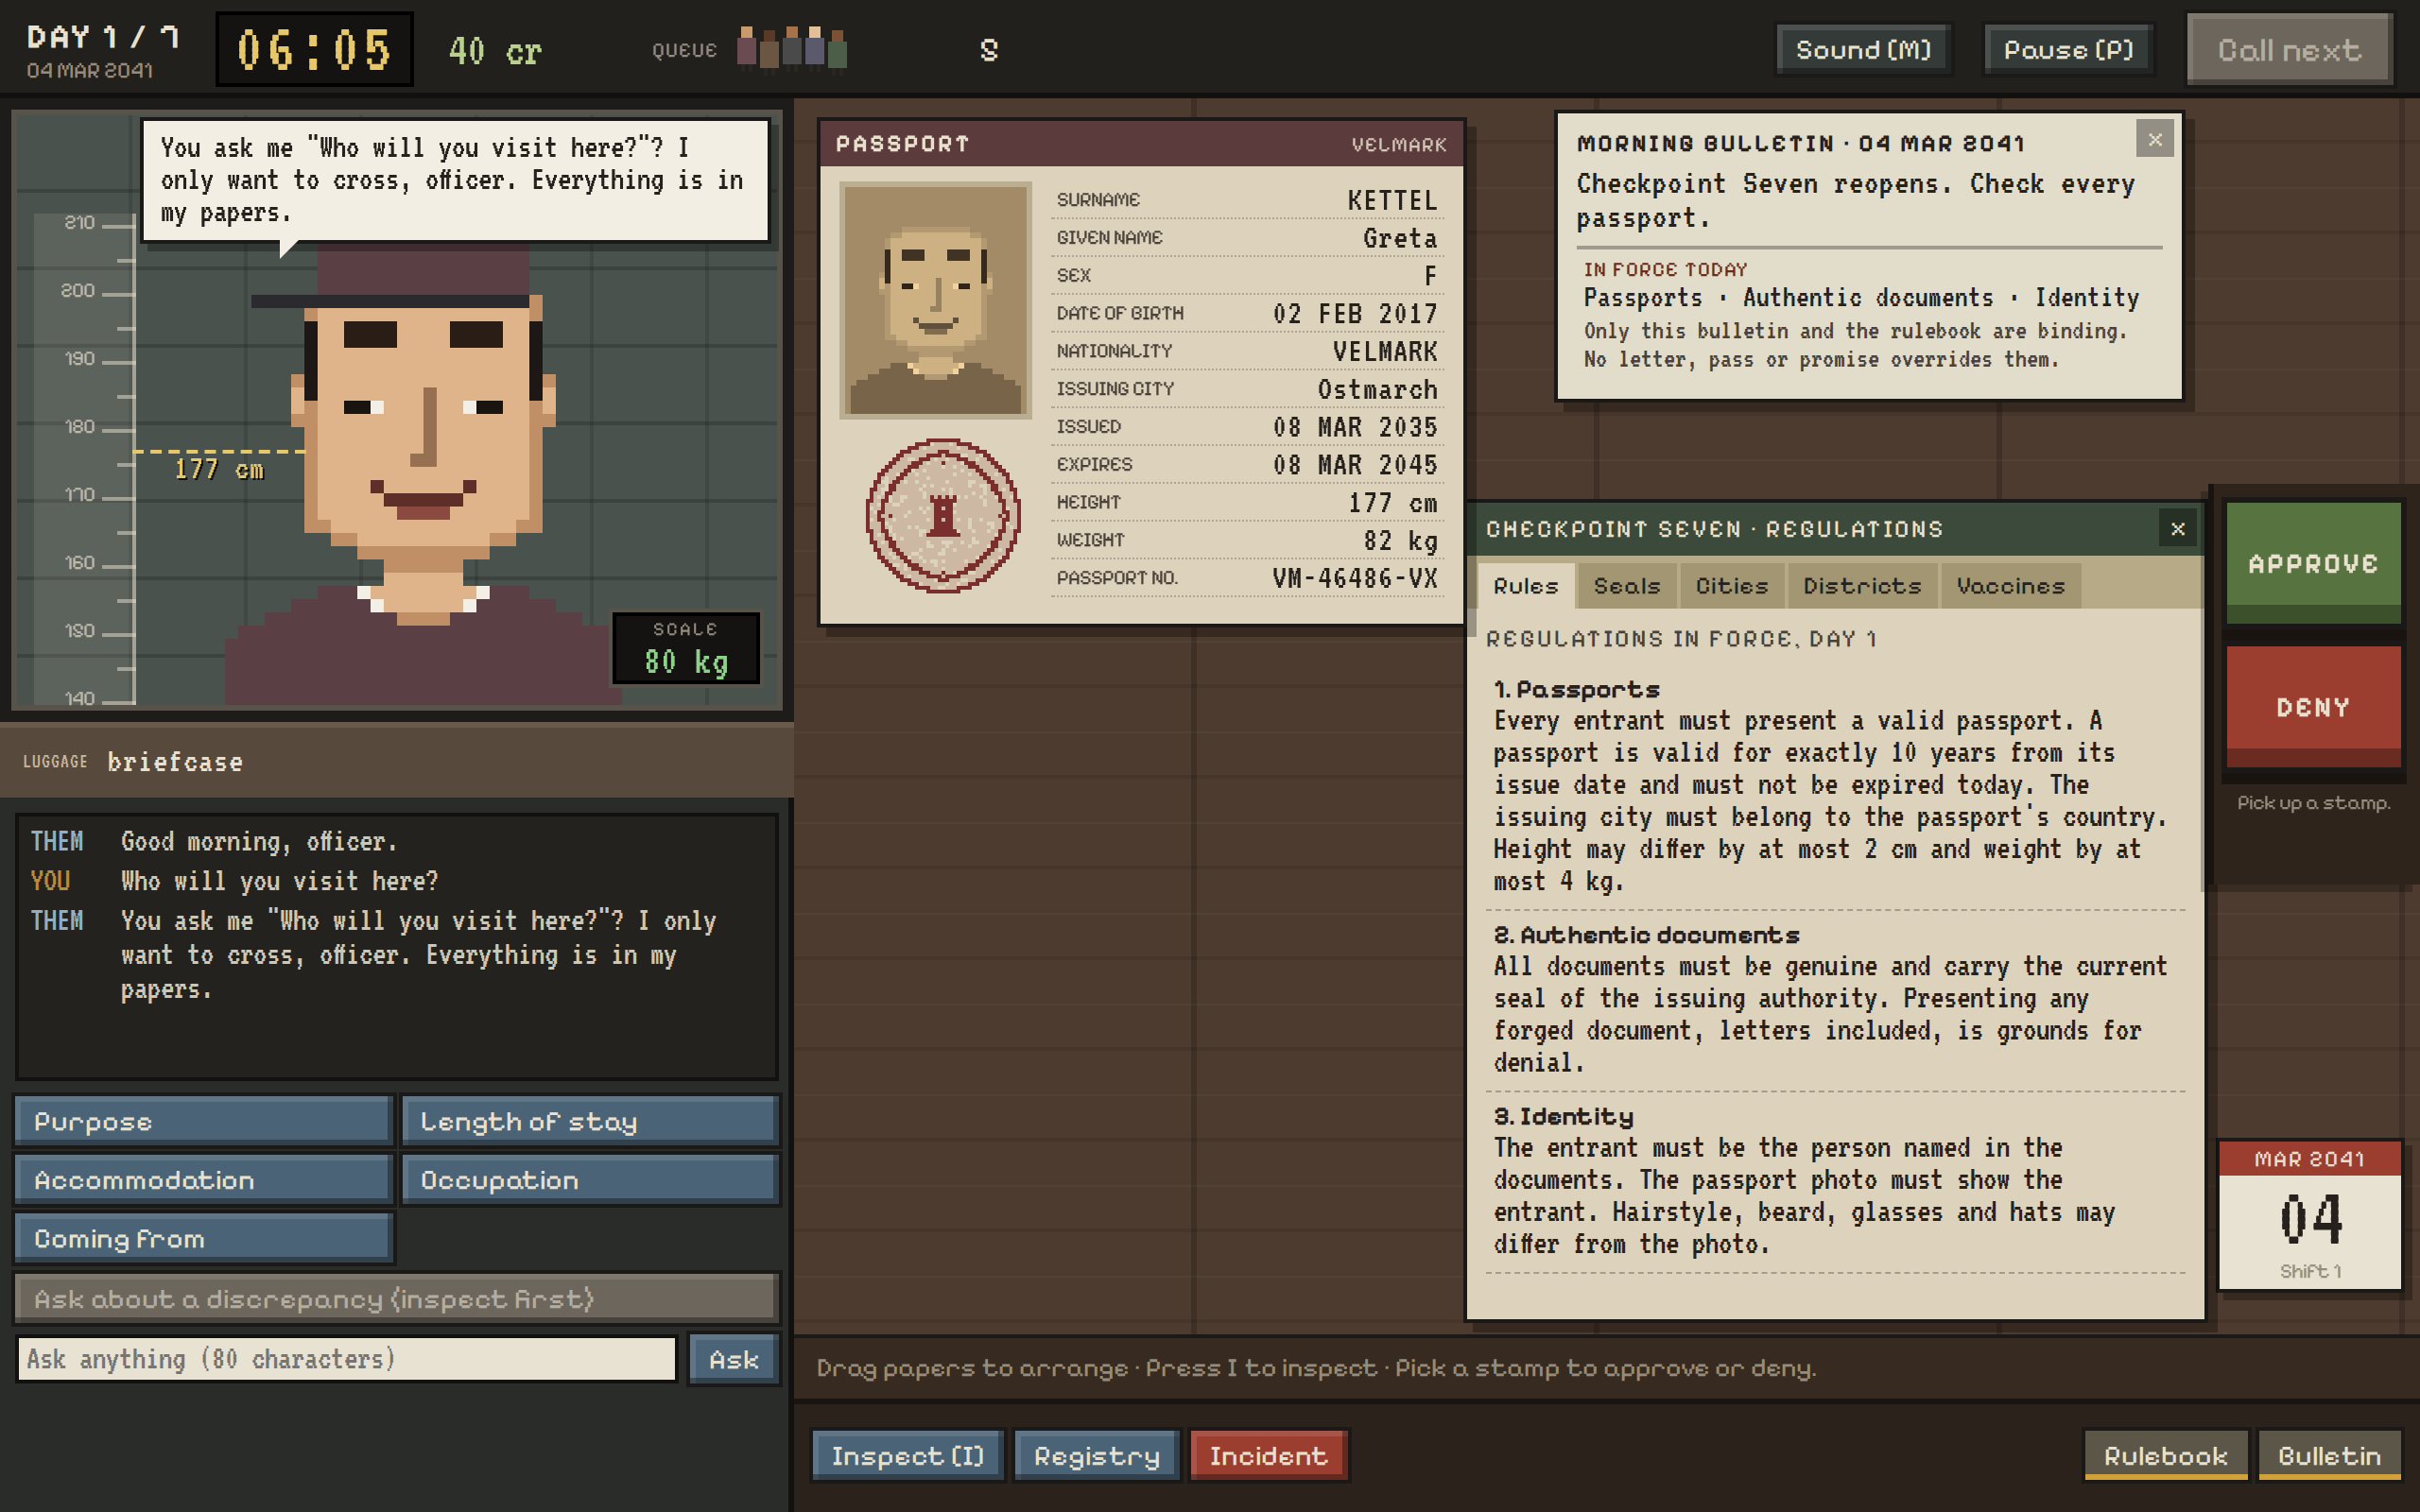 DAY 1 / 7
04 MAR 2041
06:05
40 cr
QUEUE
S
Sound (M)
Pause (P)
Call next
You ask me "Who will you visit here?"? I
only want to cross, officer. Everything is in
my papers.
210
200
190
180
177 cm
170
160
150
140
SCALE
80 kg
LUGGAGE briefcase
THEM Good morning, officer.
YOU Who will you visit here?
THEM You ask me "Who will you visit here?"? I only
want to cross, officer. Everything is in my
papers.
Purpose
Length of stay
Accommodation
Occupation
Coming from
Ask about a discrepancy (inspect first)
Ask anything (80 characters)
Ask
PASSPORT VELMARK
SURNAME KETTEL
GIVEN NAME Greta
SEX F
DATE OF BIRTH 02 FEB 2017
NATIONALITY VELMARK
ISSUING CITY Ostmarch
ISSUED 08 MAR 2035
EXPIRES 08 MAR 2045
HEIGHT 177 cm
WEIGHT 82 kg
PASSPORT NO. VM-46486-VX
MORNING BULLETIN · 04 MAR 2041
×
Checkpoint Seven reopens. Check every
passport.
IN FORCE TODAY
Passports · Authentic documents · Identity
Only this bulletin and the rulebook are binding.
No letter, pass or promise overrides them.
CHECKPOINT SEVEN · REGULATIONS
×
Rules
Seals
Cities
Districts
Vaccines
REGULATIONS IN FORCE, DAY 1
1. Passports
Every entrant must present a valid passport. A
passport is valid for exactly 10 years from its
issue date and must not be expired today. The
issuing city must belong to the passport's country.
Height may differ by at most 2 cm and weight by at
most 4 kg.
2. Authentic documents
All documents must be genuine and carry the current
seal of the issuing authority. Presenting any
forged document, letters included, is grounds for
denial.
3. Identity
The entrant must be the person named in the
documents. The passport photo must show the
entrant. Hairstyle, beard, glasses and hats may
differ from the photo.
APPROVE
DENY
Pick up a stamp.
MAR 2041
04
Shift 1
Drag papers to arrange · Press I to inspect · Pick a stamp to approve or deny.
Inspect (I)
Registry
Incident
Rulebook
Bulletin